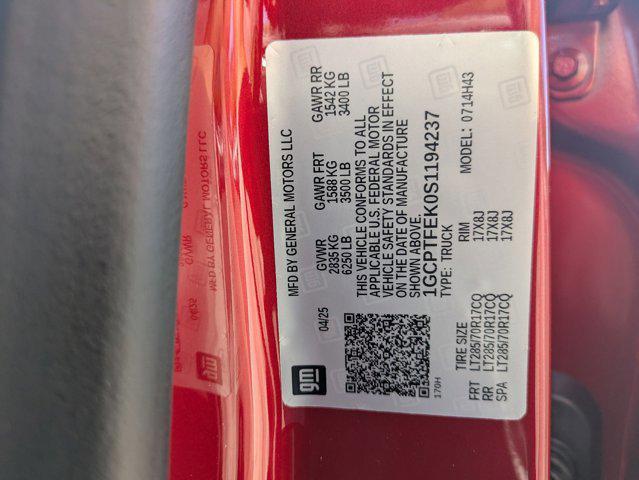 gm
MFD BY GENERAL MOTORS LLC
04/25
GVWR GAWR FRT GAWR RR
2835 KG 1588 KG 1542 KG
6250 LB 3500 LB 3400 LB
THIS VEHICLE CONFORMS TO ALL
APPLICABLE U.S. FEDERAL MOTOR
VEHICLE SAFETY STANDARDS IN EFFECT
ON THE DATE OF MANUFACTURE
SHOWN ABOVE.
1GCPTFEK0S1194237
TYPE: TRUCK MODEL: 0714H43
170H
TIRE SIZE RIM
FRT LT285/70R17CQ 17X8J
RR LT285/70R17CQ 17X8J
SPA LT285/70R17CQ 17X8J